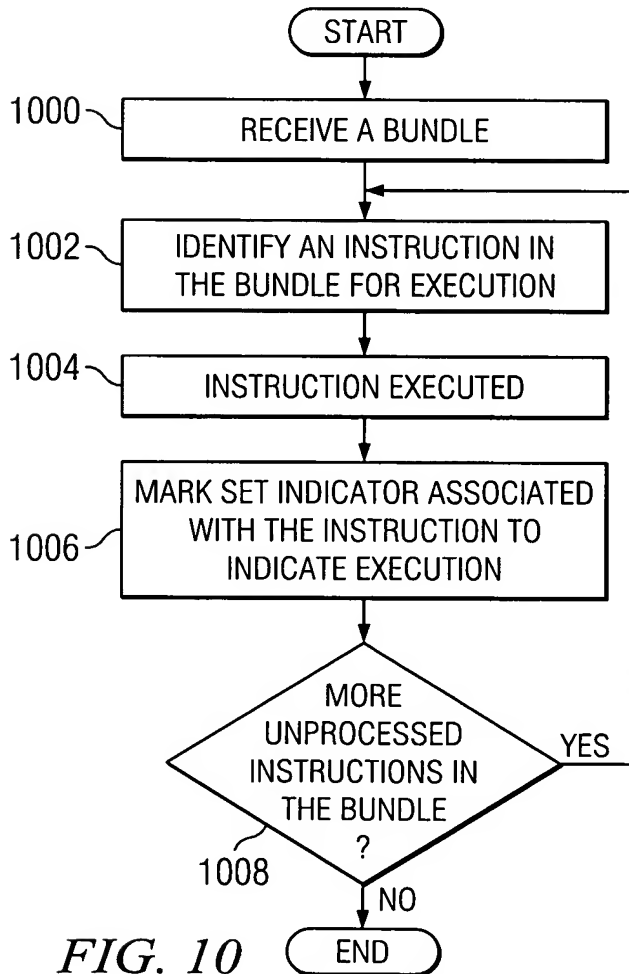 START
1000
RECEIVE A BUNDLE
1002
IDENTIFY AN INSTRUCTION IN
THE BUNDLE FOR EXECUTION
1004
INSTRUCTION EXECUTED
1006
MARK SET INDICATOR ASSOCIATED
WITH THE INSTRUCTION TO
INDICATE EXECUTION
MORE
UNPROCESSED
INSTRUCTIONS IN
THE BUNDLE
?
YES
1008
NO
END
FIG. 10